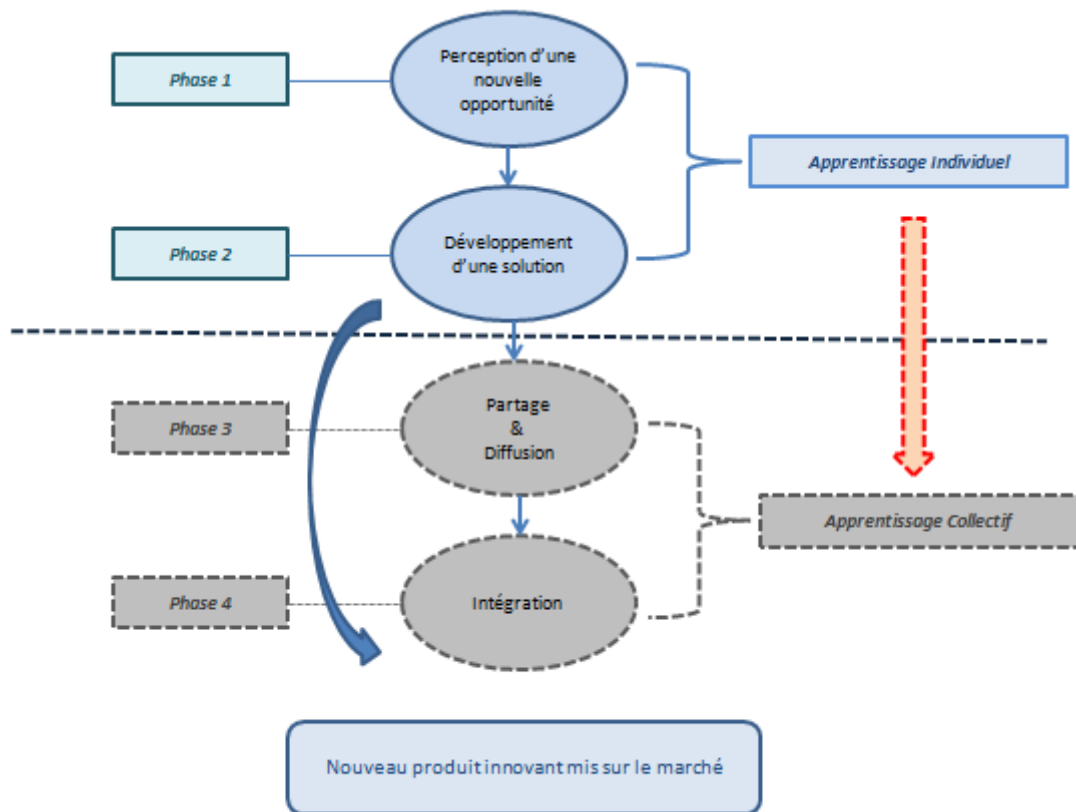 Phase 1
Perception d'une
nouvelle
opportunité
Apprentissage Individuel
Phase 2
Développement
d'une solution
Phase 3
Partage
&
Diffusion
Apprentissage Collectif
Phase 4
Intégration
Nouveau produit innovant mis sur le marché